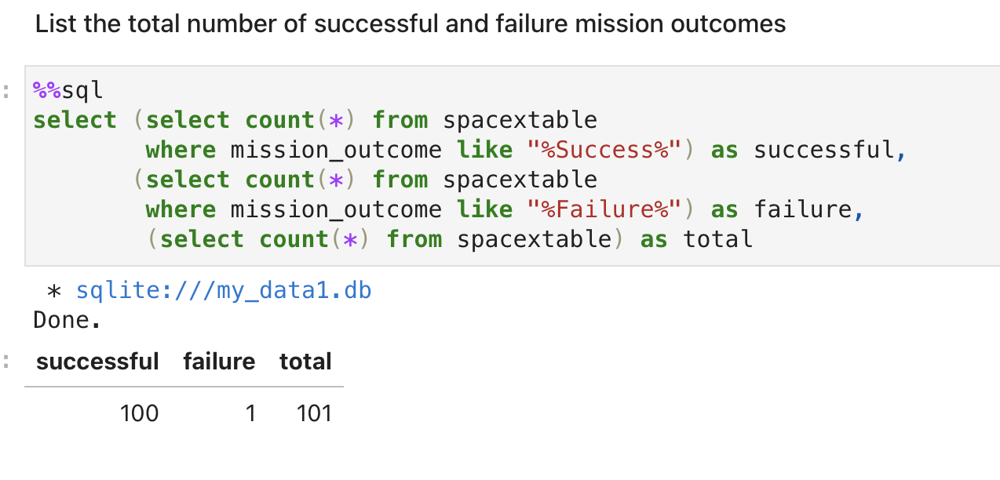 List the total number of successful and failure mission outcomes
: %%sql
select (select count(*) from spacextable
where mission_outcome like "%Success%") as successful,
(select count(*) from spacextable
where mission_outcome like "%Failure%") as failure,
(select count(*) from spacextable) as total
* sqlite:///my_data1.db
Done.
: successful failure total
100 1 101